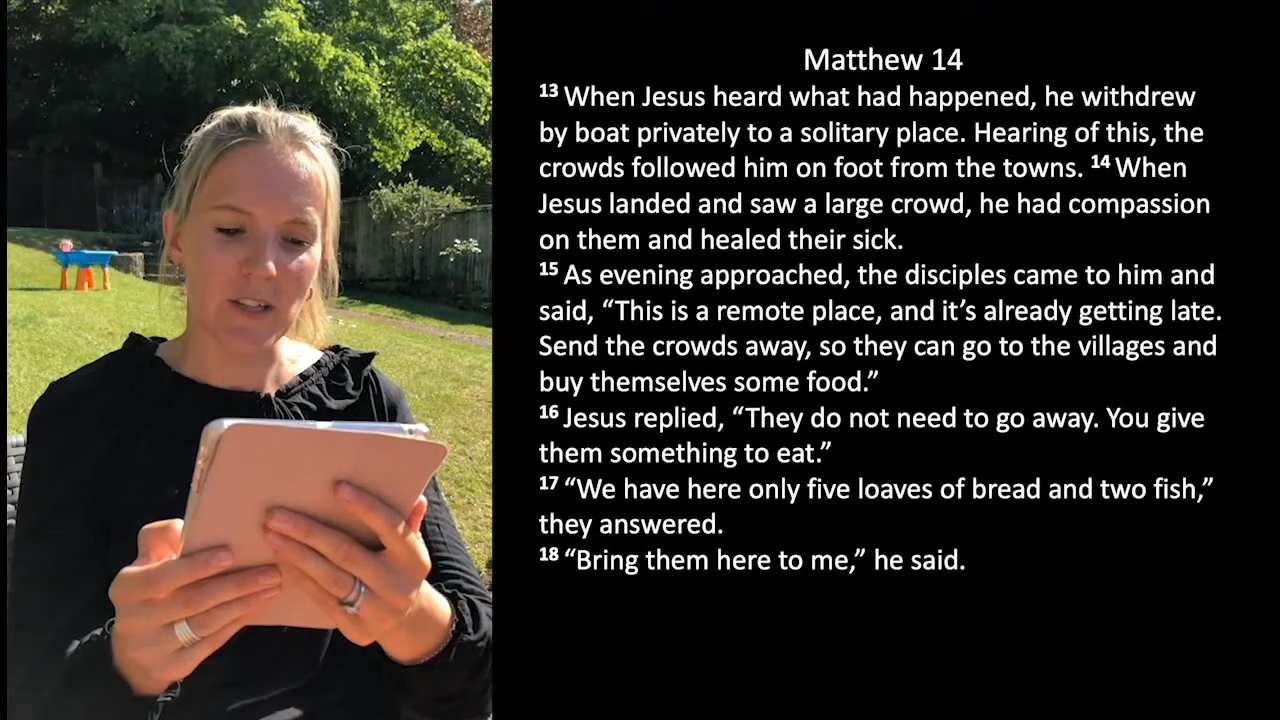 Matthew 14
13 When Jesus heard what had happened, he withdrew
by boat privately to a solitary place. Hearing of this, the
crowds followed him on foot from the towns. 14 When
Jesus landed and saw a large crowd, he had compassion
on them and healed their sick.
15 As evening approached, the disciples came to him and
said, “This is a remote place, and it’s already getting late.
Send the crowds away, so they can go to the villages and
buy themselves some food.”
16 Jesus replied, “They do not need to go away. You give
them something to eat.”
17 “We have here only five loaves of bread and two fish,”
they answered.
18 “Bring them here to me,” he said.